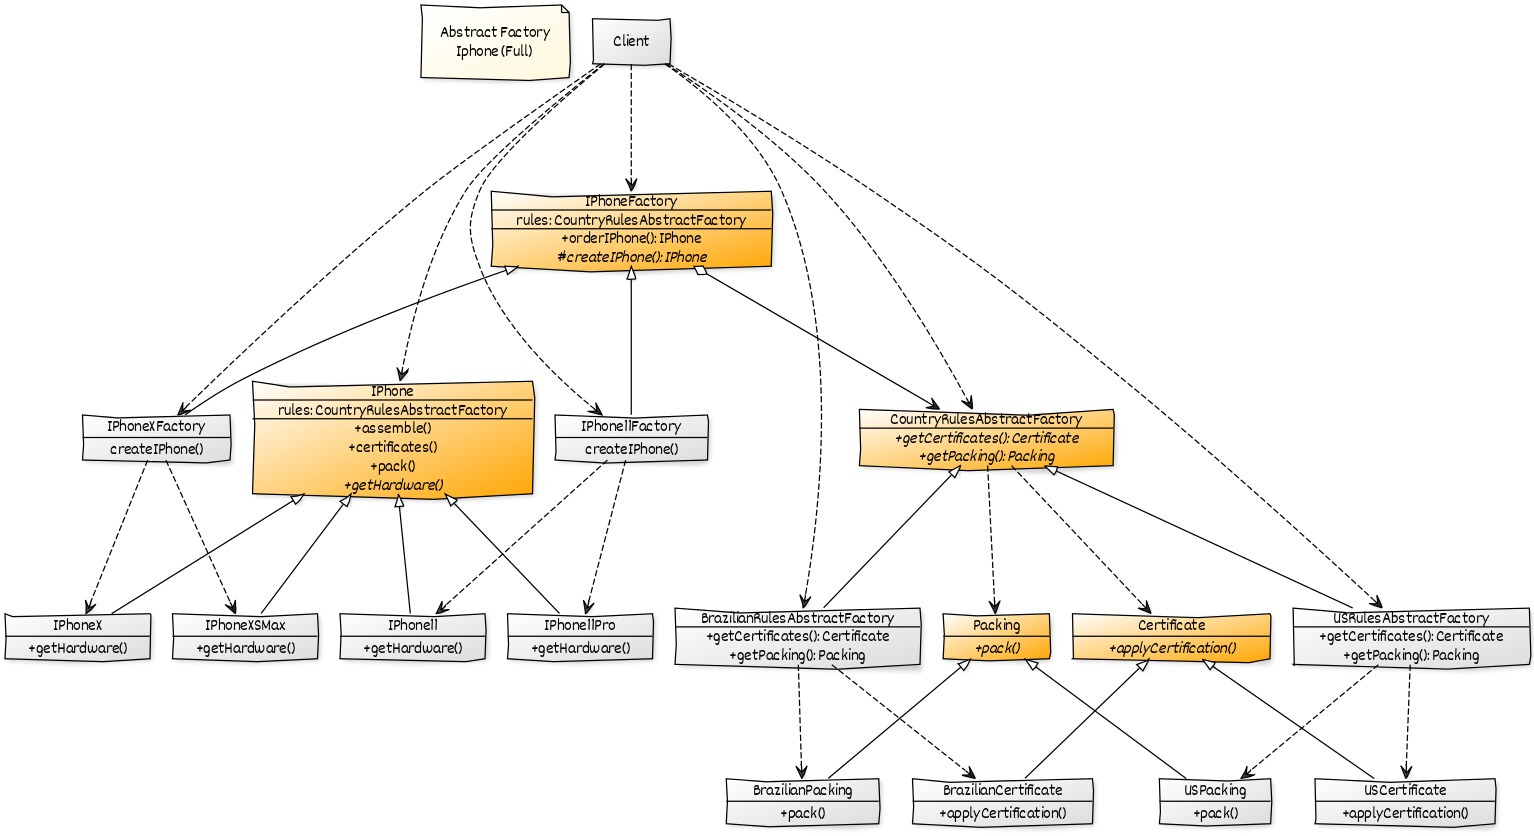 Abstract Factory
Iphone (Full)
Client
IPhoneFactory
rules: CountryRulesAbstractFactory
+orderIPhone(): IPhone
#createIPhone(): IPhone
IPhoneXFactory
createIPhone()
IPhone
rules: CountryRulesAbstractFactory
+assemble()
+certificates()
+pack()
+getHardware()
IPhone11Factory
createIPhone()
CountryRulesAbstractFactory
+getCertificates(): Certificate
+getPacking(): Packing
IPhoneX
+getHardware()
IPhoneXSMax
+getHardware()
IPhone11
+getHardware()
IPhone11Pro
+getHardware()
BrazilianRulesAbstractFactory
+getCertificates(): Certificate
+getPacking(): Packing
Packing
+pack()
Certificate
+applyCertification()
USRulesAbstractFactory
+getCertificates(): Certificate
+getPacking(): Packing
BrazilianPacking
+pack()
BrazilianCertificate
+applyCertification()
USPacking
+pack()
USCertificate
+applyCertification()